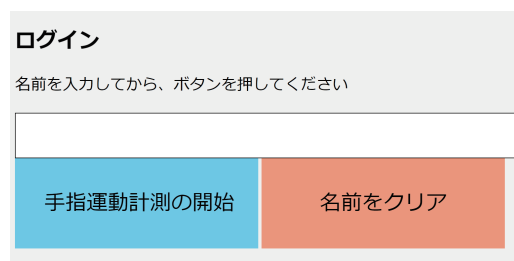 ログイン
名前を入力してから、ボタンを押してください
手指運動計測の開始
名前をクリア